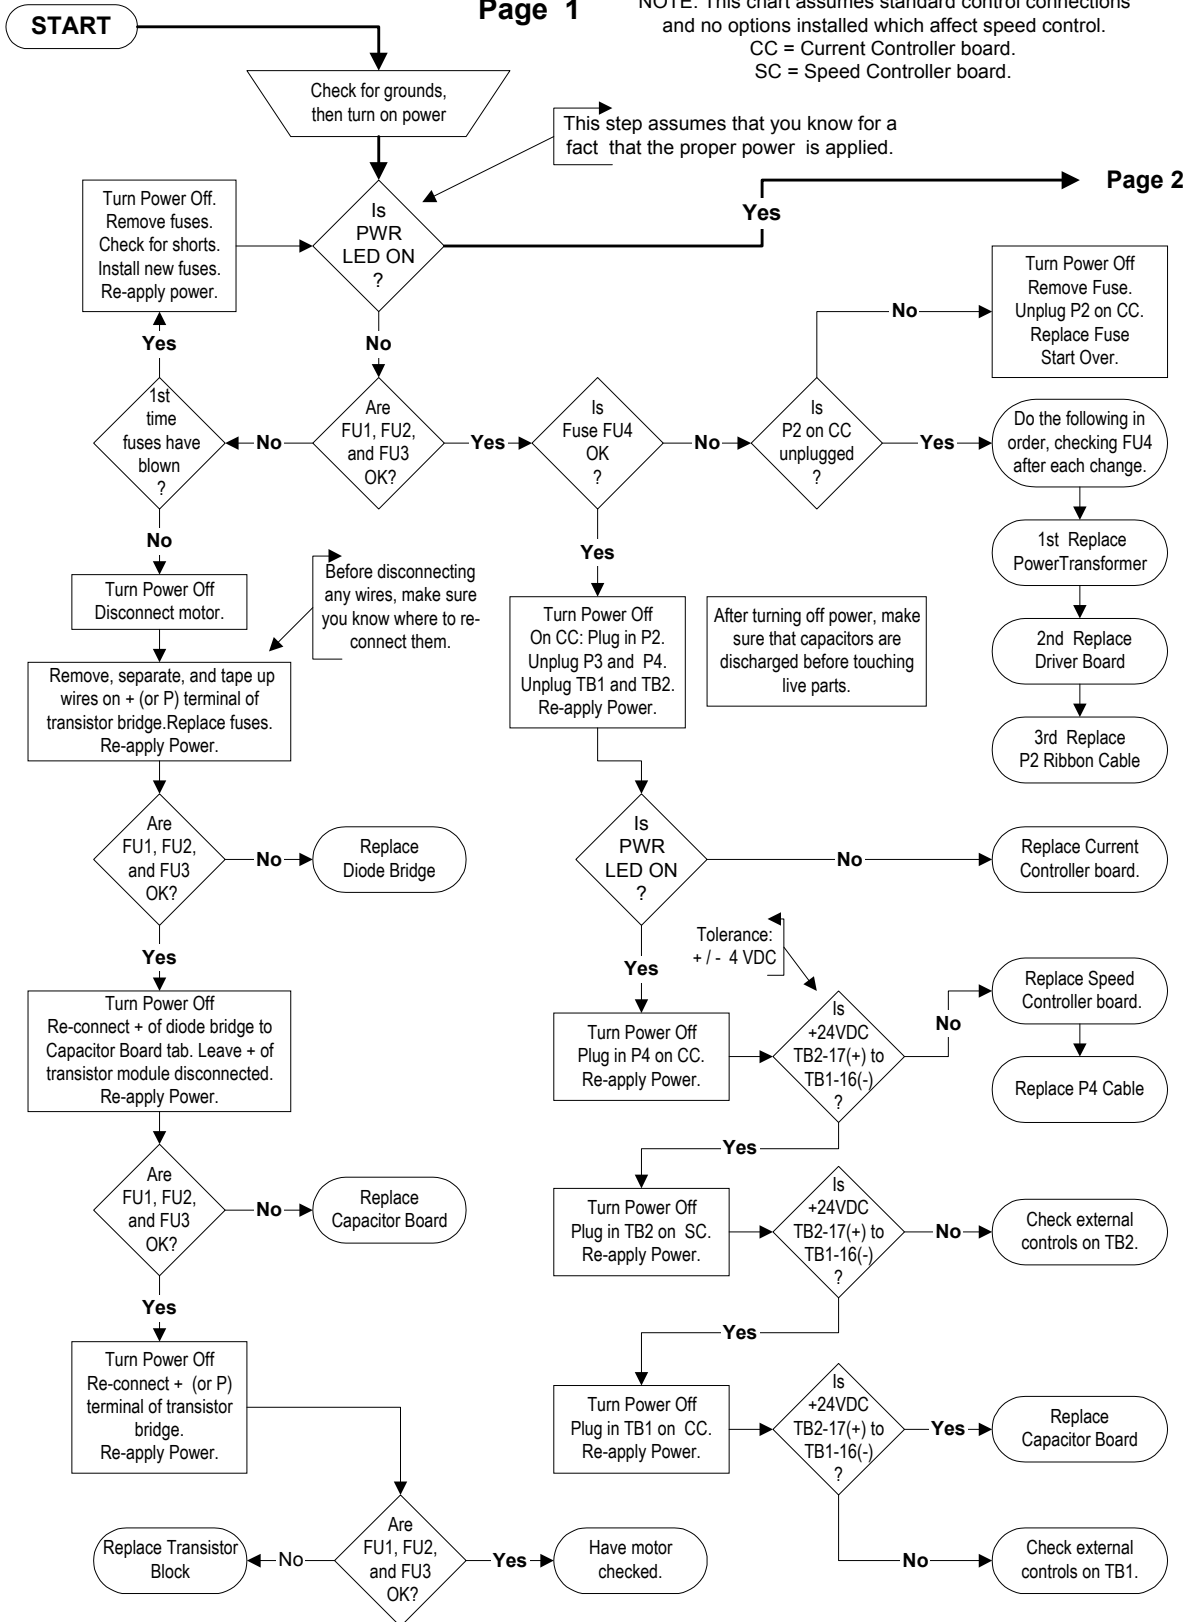 Page 1
NOTE: This chart assumes standard control connections
and no options installed which affect speed control.
CC = Current Controller board.
SC = Speed Controller board.
START
Check for grounds,
then turn on power
This step assumes that you know for a
fact that the proper power is applied.
Page 2
Yes
Turn Power Off.
Remove fuses.
Check for shorts.
Install new fuses.
Re-apply power.
Is
PWR
LED ON
?
Turn Power Off
Remove Fuse.
Unplug P2 on CC.
Replace Fuse
Start Over.
No
Yes
No
1st
time
fuses have
blown
?
No
Are
FU1, FU2,
and FU3
OK?
Yes
Is
Fuse FU4
OK
?
No
Is
P2 on CC
unplugged
?
Yes
Do the following in
order, checking FU4
after each change.
No
Yes
1st Replace
PowerTransformer
Turn Power Off
Disconnect motor.
Before disconnecting
any wires, make sure
you know where to re-
connect them.
Turn Power Off
On CC: Plug in P2.
Unplug P3 and P4.
Unplug TB1 and TB2.
Re-apply Power.
After turning off power, make
sure that capacitors are
discharged before touching
live parts.
2nd Replace
Driver Board
Remove, separate, and tape up
wires on + (or P) terminal of
transistor bridge.Replace fuses.
Re-apply Power.
3rd Replace
P2 Ribbon Cable
Are
FU1, FU2,
and FU3
OK?
No
Replace
Diode Bridge
Is
PWR
LED ON
?
No
Replace Current
Controller board.
Yes
Yes
Tolerance:
+ / - 4 VDC
Turn Power Off
Re-connect + of diode bridge to
Capacitor Board tab. Leave + of
transistor module disconnected.
Re-apply Power.
Turn Power Off
Plug in P4 on CC.
Re-apply Power.
Is
+24VDC
TB2-17(+) to
TB1-16(-)
?
No
Replace Speed
Controller board.
Replace P4 Cable
Yes
Are
FU1, FU2,
and FU3
OK?
No
Replace
Capacitor Board
Turn Power Off
Plug in TB2 on SC.
Re-apply Power.
Is
+24VDC
TB2-17(+) to
TB1-16(-)
?
No
Check external
controls on TB2.
Yes
Yes
Turn Power Off
Re-connect + (or P)
terminal of transistor
bridge.
Re-apply Power.
Turn Power Off
Plug in TB1 on CC.
Re-apply Power.
Is
+24VDC
TB2-17(+) to
TB1-16(-)
?
Yes
Replace
Capacitor Board
Replace Transistor
Block
No
Are
FU1, FU2,
and FU3
OK?
Yes
Have motor
checked.
No
Check external
controls on TB1.